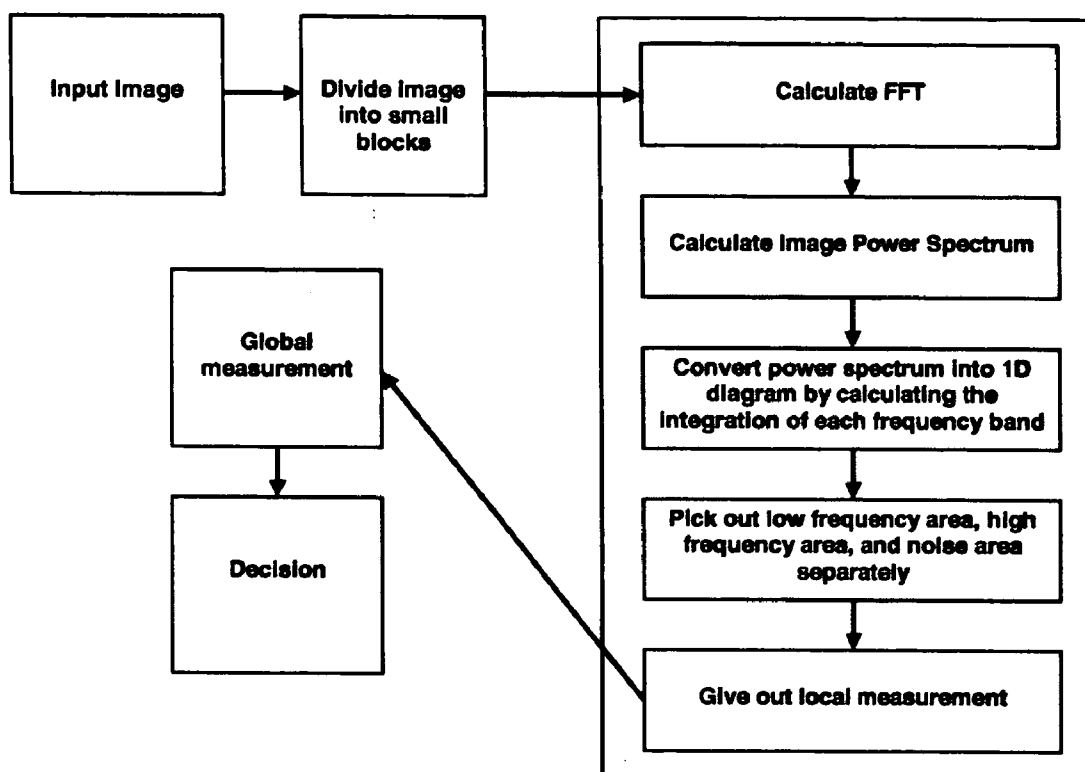 Input Image
Divide image
into small
blocks
Calculate FFT
Calculate Image Power Spectrum
Convert power spectrum into 1D
diagram by calculating the
integration of each frequency band
Pick out low frequency area, high
frequency area, and noise area
separately
Give out local measurement
Global
measurement
Decision